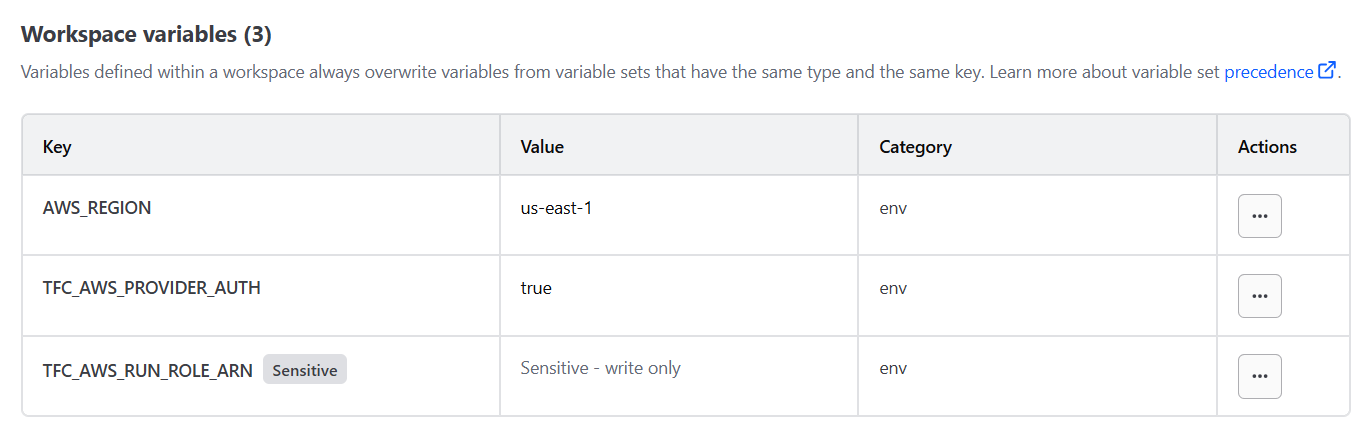 Workspace variables (3)
Variables defined within a workspace always overwrite variables from variable sets that have the same type and the same key. Learn more about variable set precedence.
Key Value Category Actions
AWS_REGION us-east-1 env ...
TFC_AWS_PROVIDER_AUTH true env ...
TFC_AWS_RUN_ROLE_ARN Sensitive Sensitive - write only env ...